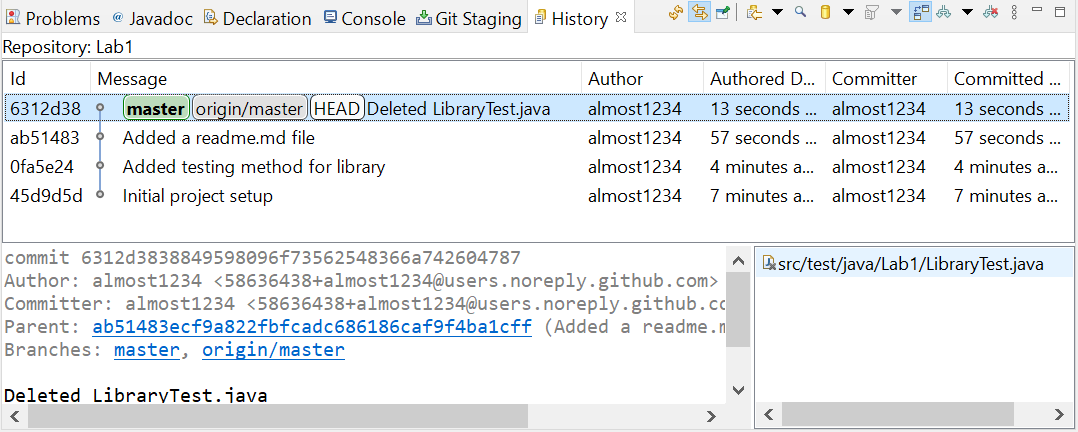 Problems @ Javadoc Declaration Console Git Staging History
Repository: Lab1
Id Message Author Authored D... Committer Committed ...
6312d38 master origin/master HEAD Deleted LibraryTest.java almost1234 13 seconds ... almost1234 13 seconds ...
ab51483 Added a readme.md file almost1234 57 seconds ... almost1234 57 seconds ...
0fa5e24 Added testing method for library almost1234 4 minutes a... almost1234 4 minutes a...
45d9d5d Initial project setup almost1234 7 minutes a... almost1234 7 minutes a...
commit 6312d3838849598096f73562548366a742604787
Author: almost1234 <58636438+almost1234@users.noreply.github.com>
Committer: almost1234 <58636438+almost1234@users.noreply.github.co
Parent: ab51483ecf9a822fbfcadc686186caf9f4ba1cff (Added a readme.m
Branches: master, origin/master
Deleted LibraryTest.java
src/test/java/Lab1/LibraryTest.java